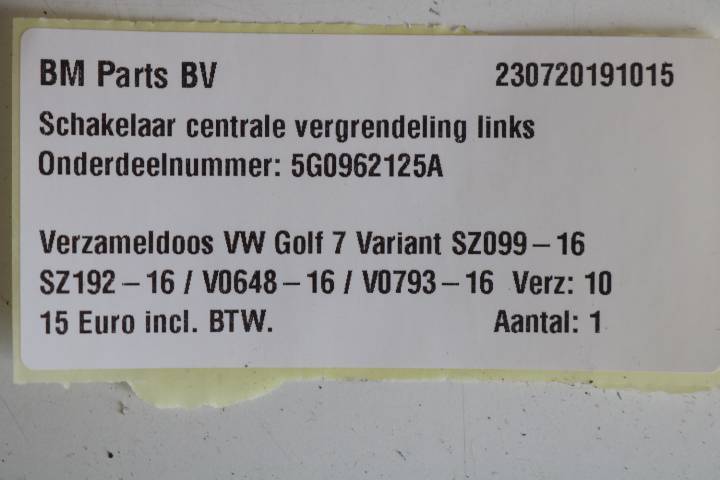 BM Parts BV 230720191015
Schakelaar centrale vergrendeling links
Onderdeelnummer: 5G0962125A
Verzameldoos VW Golf 7 Variant SZ099-16
SZ192-16 / V0648-16 / V0793-16 Verz: 10
15 Euro incl. BTW. Aantal: 1